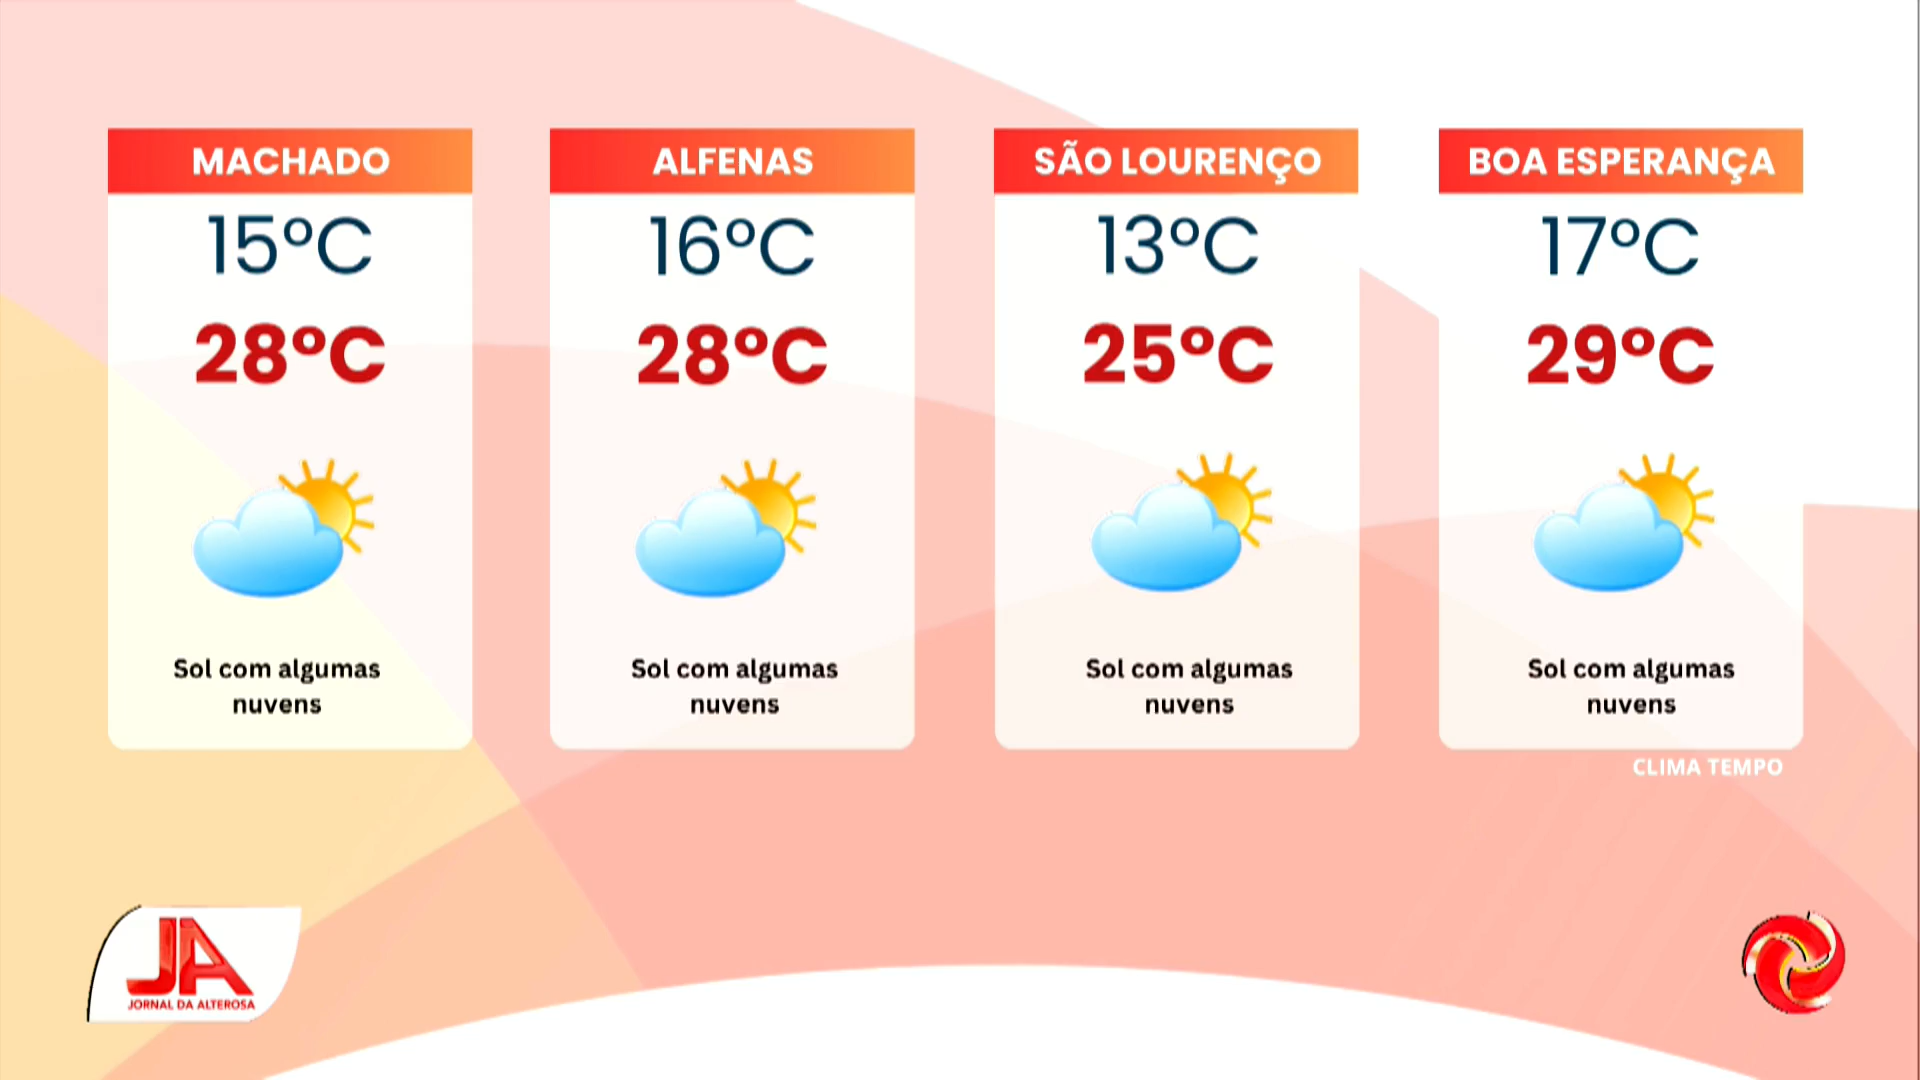 MACHADO
15°C
28°C
Sol com algumas
nuvens
ALFENAS
16°C
28°C
Sol com algumas
nuvens
SÃO LOURENÇO
13°C
25°C
Sol com algumas
nuvens
BOA ESPERANÇA
17°C
29°C
Sol com algumas
nuvens
CLIMA TEMPO
JA
JORNAL DA ALTEROSA